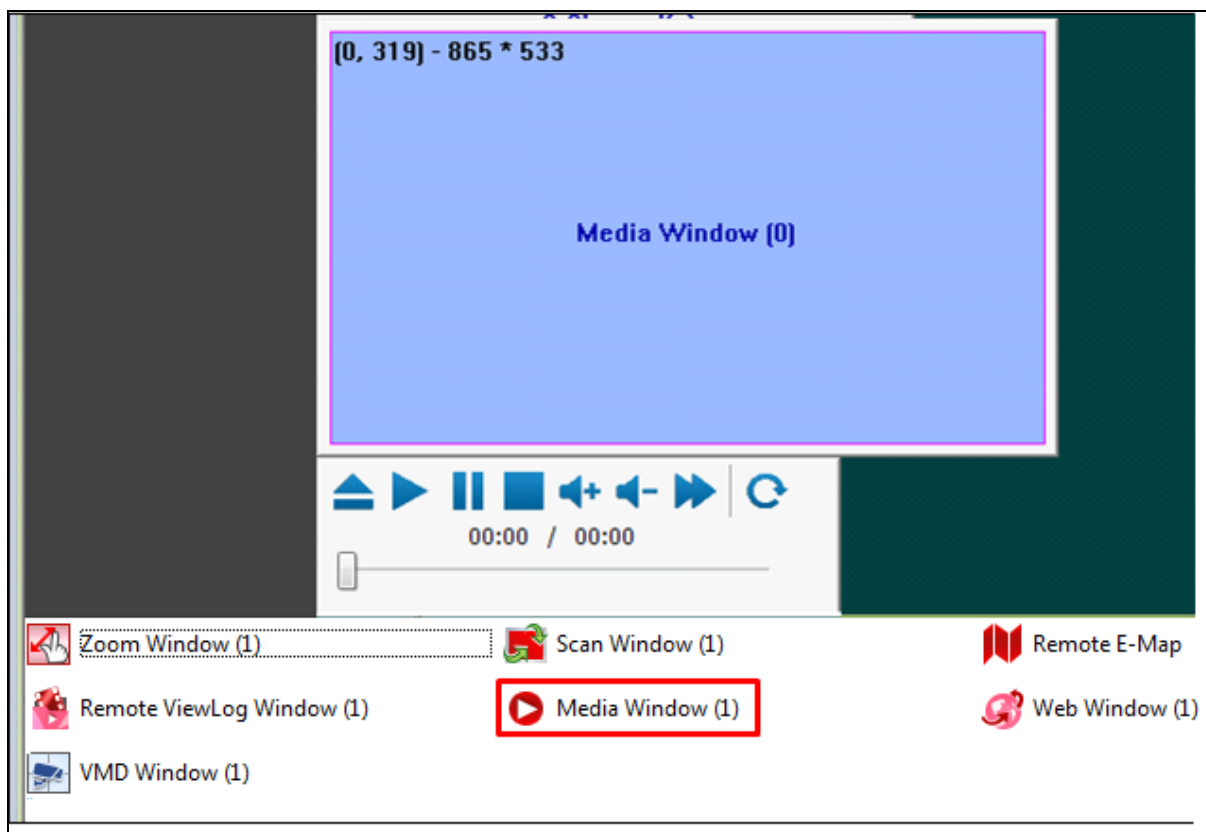 (0, 319) - 865 * 533
Media Window (0)
00:00 / 00:00
Zoom Window (1)
Scan Window (1)
Remote E-Map
Remote ViewLog Window (1)
Media Window (1)
Web Window (1)
VMD Window (1)